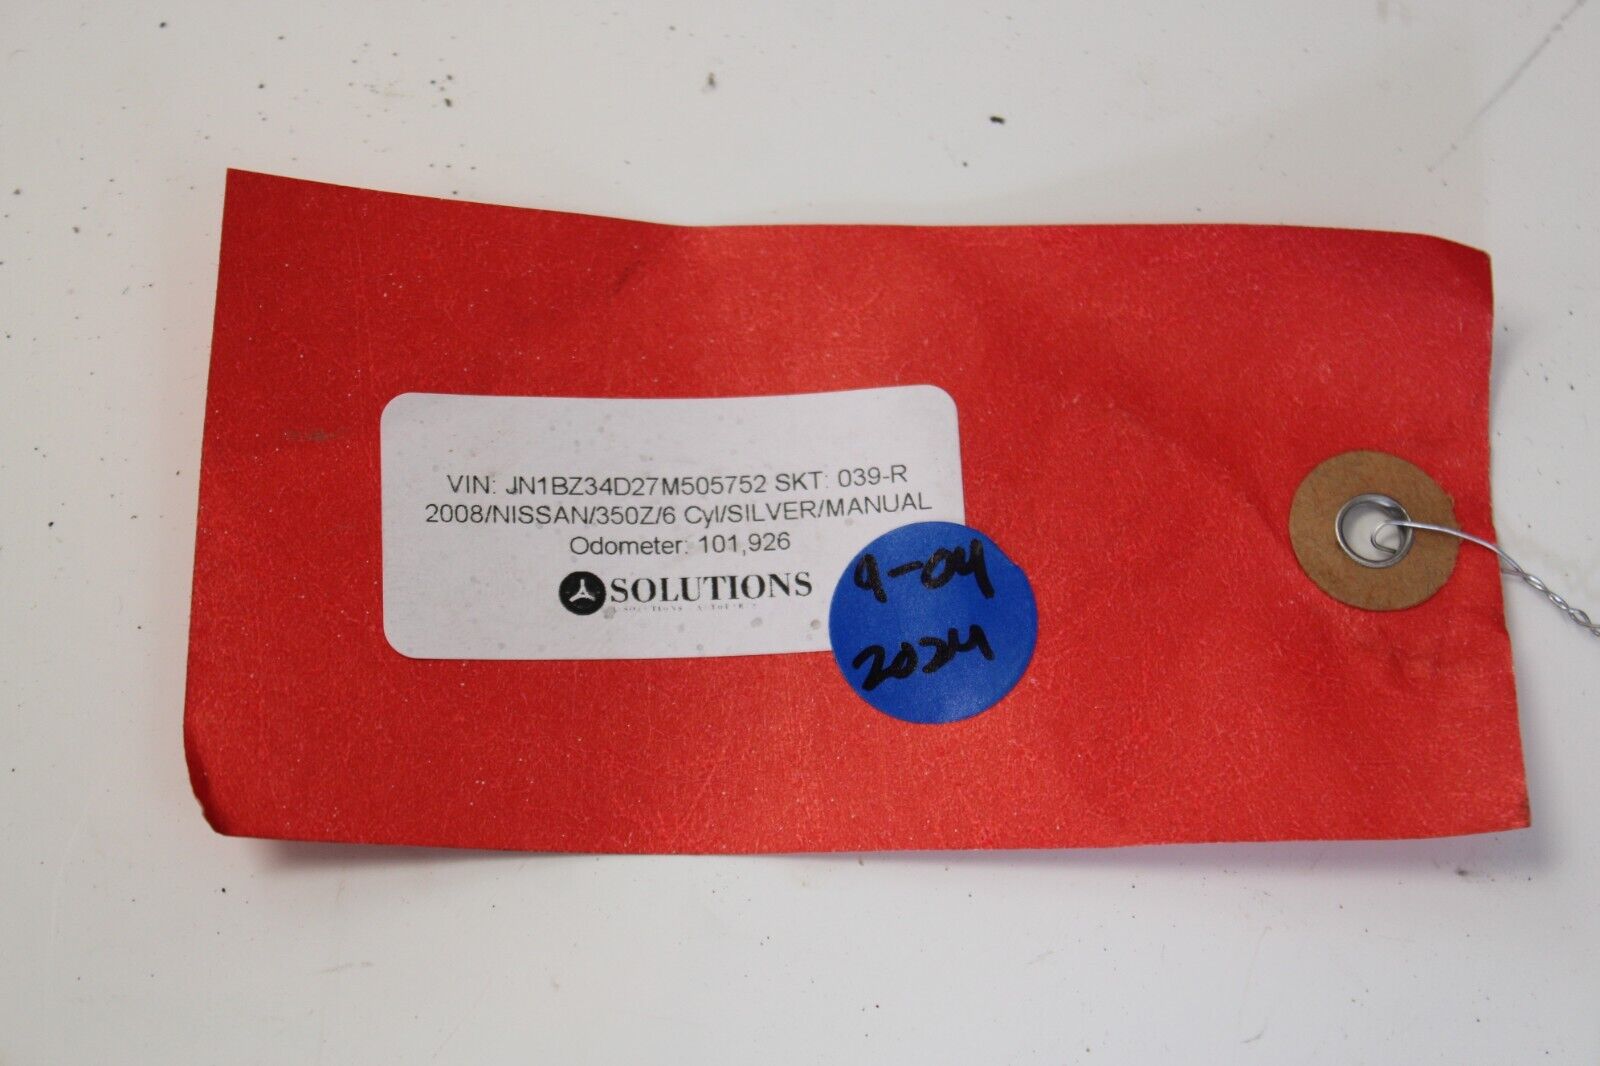 VIN: JN1BZ34D27M505752 SKT: 039-R
2008/NISSAN/350Z/6 Cyl/SILVER/MANUAL
Odometer: 101,926
SOLUTIONS
9-04
2024